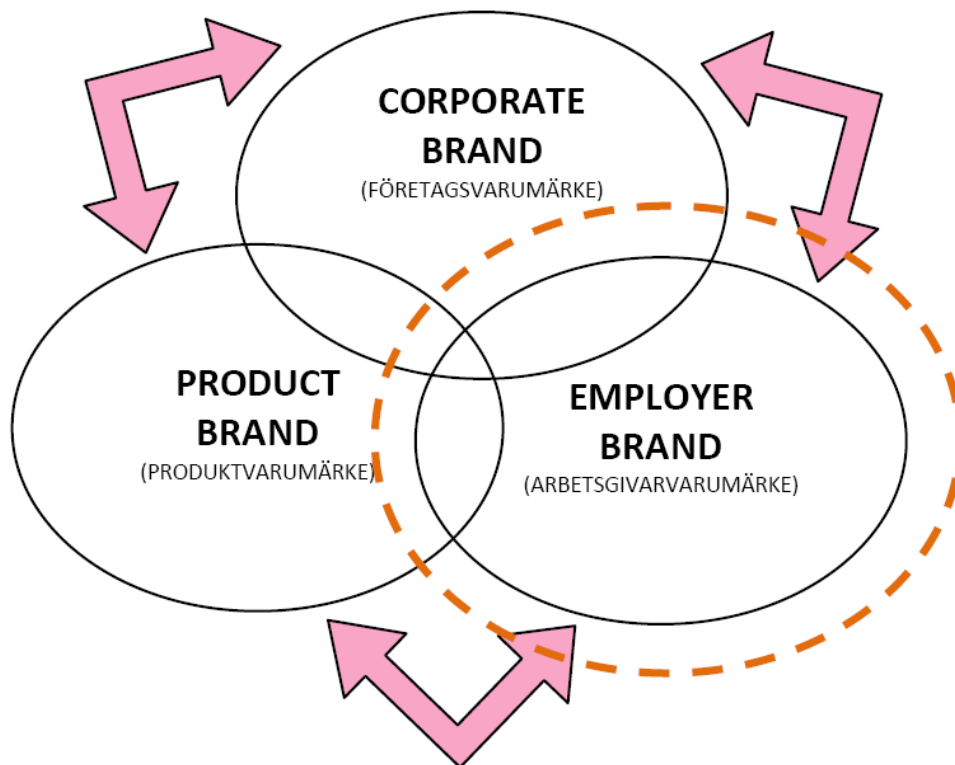 CORPORATE
BRAND
(FÖRETAGSVARUMÄRKE)
PRODUCT
BRAND
(PRODUKTVARUMÄRKE)
EMPLOYER
BRAND
(ARBETSGIVARVARUMÄRKE)